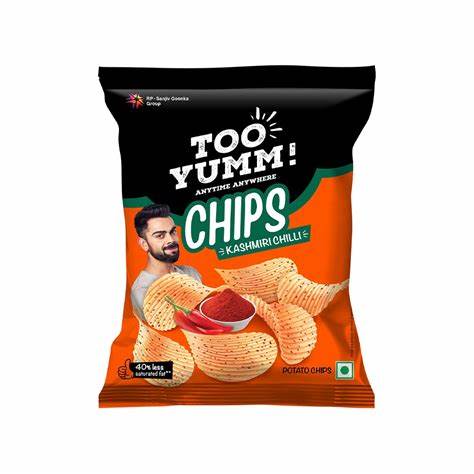 RP-Sanjiv Goenka
Group
TOO
YUMM!
ANYTIME ANYWHERE
CHIPS
KASHMIRI CHILLI
40% less
saturated fat**
POTATO CHIPS